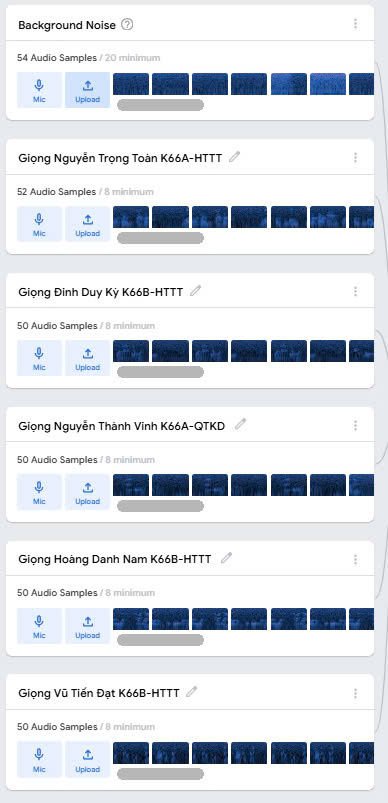 Background Noise
54 Audio Samples / 20 minimum
Mic Upload
Giọng Nguyễn Trọng Toàn K66A-HTTT
52 Audio Samples / 8 minimum
Mic Upload
Giọng Đinh Duy Kỳ K66B-HTTT
50 Audio Samples / 8 minimum
Mic Upload
Giọng Nguyễn Thành Vinh K66A-QTKD
50 Audio Samples / 8 minimum
Mic Upload
Giọng Hoàng Danh Nam K66B-HTTT
50 Audio Samples / 8 minimum
Mic Upload
Giọng Vũ Tiến Đạt K66B-HTTT
50 Audio Samples / 8 minimum
Mic Upload